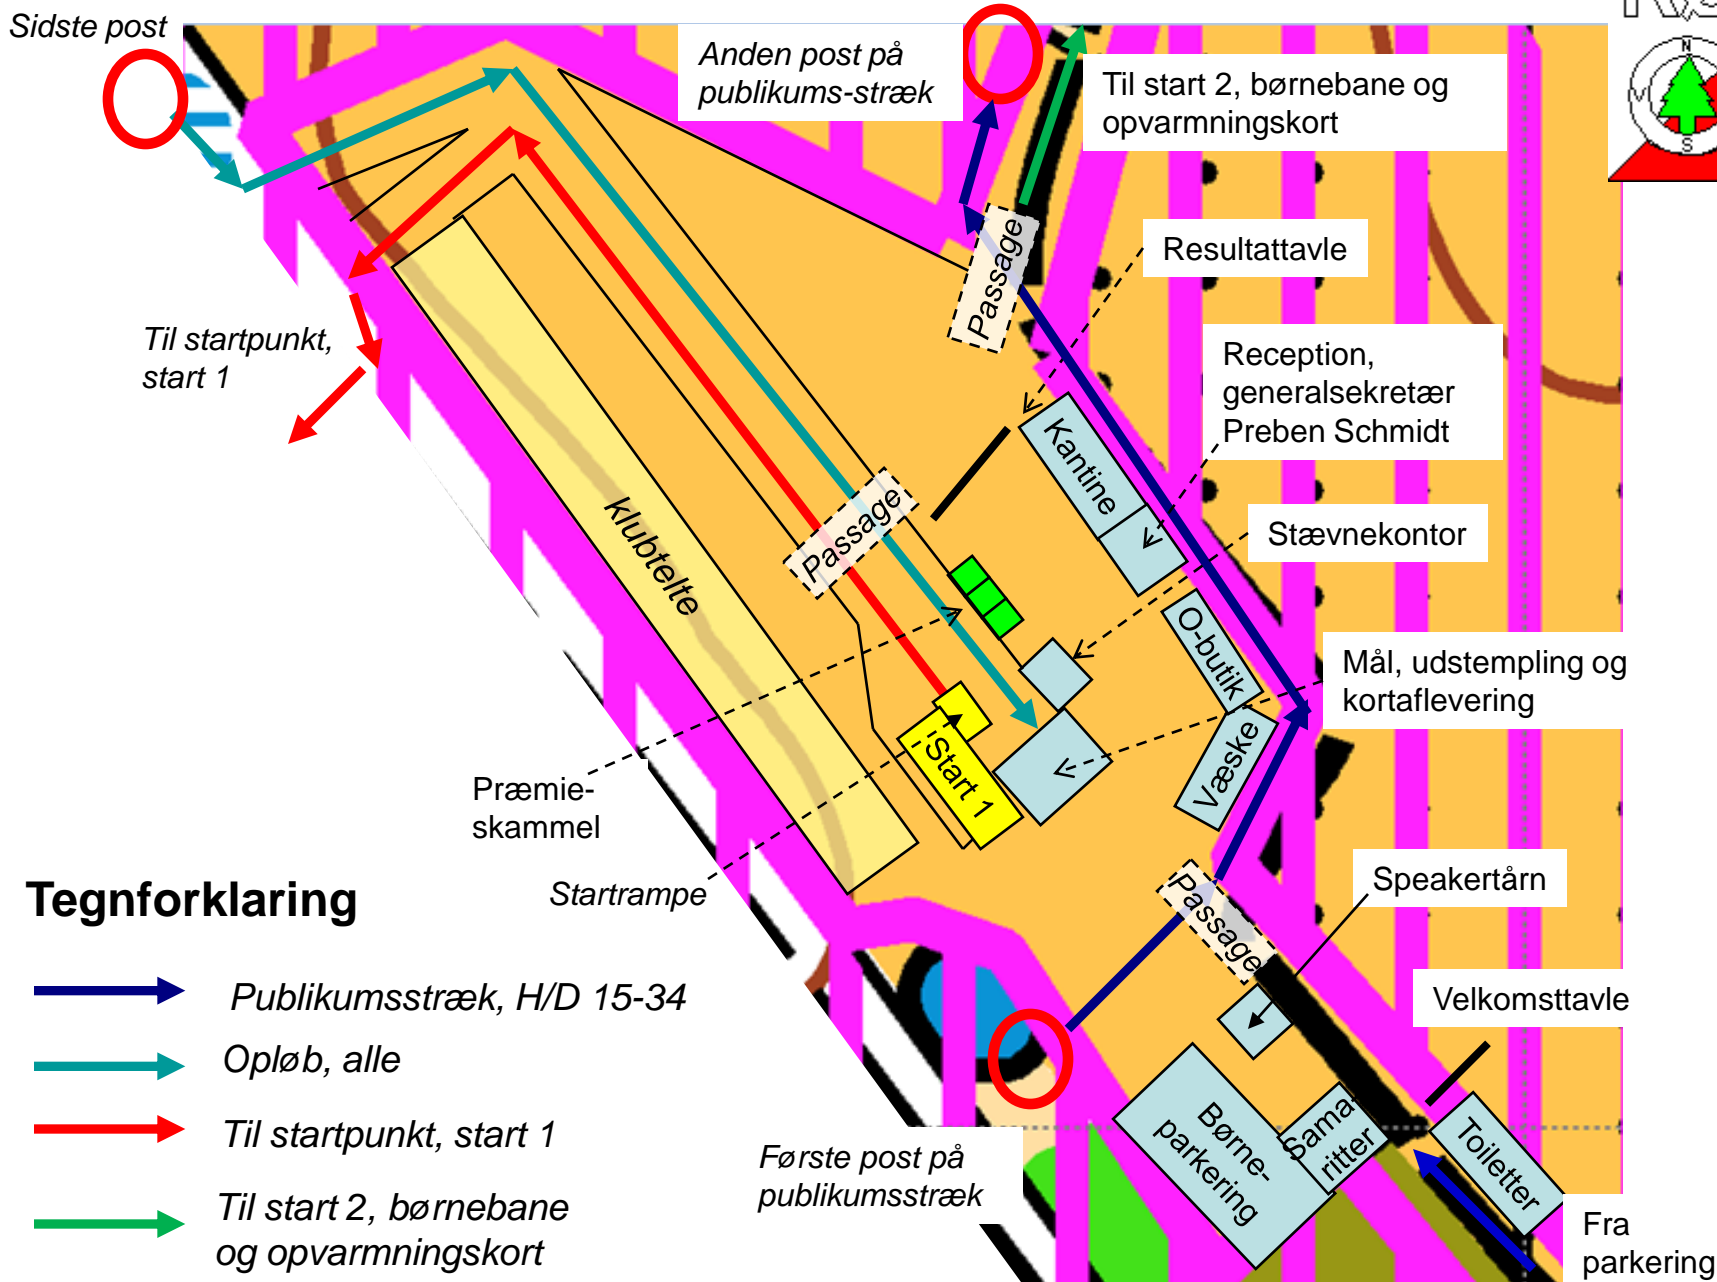 Sidste post
Anden post på
publikums-stræk
Til start 2, børnebane og
opvarmningskort
N
V
S
Passage
Resultattavle
Til startpunkt,
start 1
Reception,
generalsekretær
Preben Schmidt
Kantine
Passage
klubtelte
Stævnekontor
O-butik
Mål, udstempling og
kortaflevering
Væske
Start 1
Præmie-
skammel
Startrampe
Passage
Speakertårn
Velkomsttavle
Tegnforklaring
Publikumsstræk, H/D 15-34
Opløb, alle
Til startpunkt, start 1
Til start 2, børnebane
og opvarmningskort
Første post på
publikumsstræk
Børne-
parkering
Sama-
ritter
Toiletter
Fra
parkering